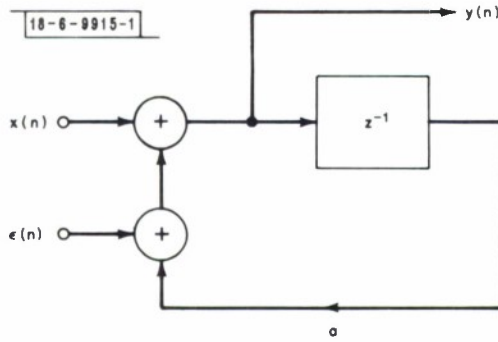 18-6-9915-1
y(n)
x(n)
+
z⁻¹
ϵ(n)
+
a